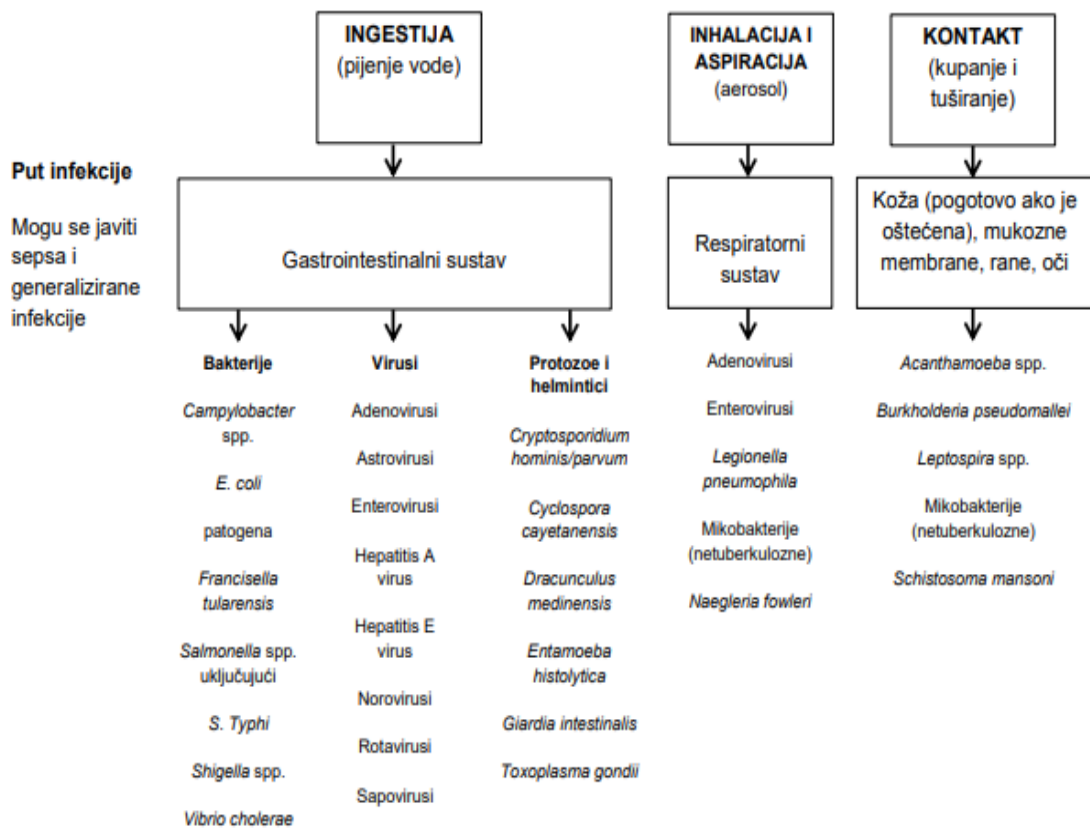 INGESTIJA
(pijenje vode)
INHALACIJA I
ASPIRACIJA
(aerosol)
KONTAKT
(kupanje i
tuširanje)
Put infekcije
Mogu se javiti
sepsa i
generalizirane
infekcije
Gastrointestinalni sustav
Respiratorni
sustav
Koža (pogotovo ako je
oštećena), mukozne
membrane, rane, oči
Bakterije
Campylobacter
spp.
E. coli
patogena
Francisella
tularensis
Salmonella spp.
uključujući
S. Typhi
Shigella spp.
Vibrio cholerae
Virusi
Adenovirusi
Astrovirusi
Enterovirusi
Hepatitis A
virus
Hepatitis E
virus
Norovirusi
Rotavirusi
Sapovirusi
Protozoe i
helmintici
Cryptosporidium
hominis/parvum
Cyclospora
cayetanensis
Dracunculus
medinensis
Entamoeba
histolytica
Giardia intestinalis
Toxoplasma gondii
Adenovirusi
Enterovirusi
Legionella
pneumophila
Mikobakterije
(netuberkulozne)
Naegleria fowleri
Acanthamoeba spp.
Burkholderia pseudomallei
Leptospira spp.
Mikobakterije
(netuberkulozne)
Schistosoma mansoni